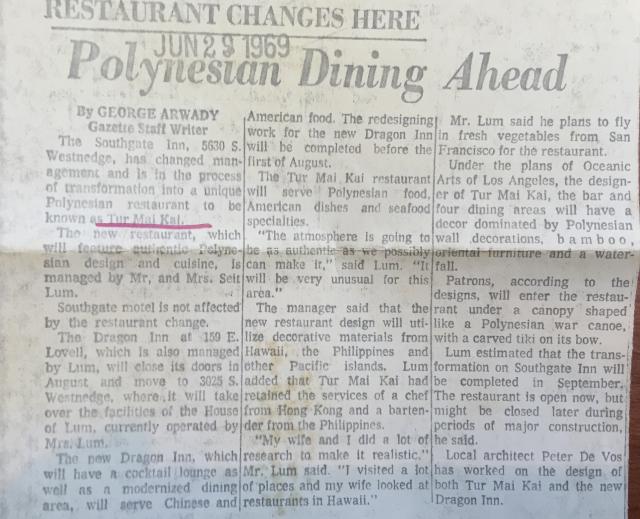 RESTAURANT CHANGES HERE
JUN 29 1969
Polynesian Dining Ahead
By GEORGE ARWADY
Gazette Staff Writer
The Southgate Inn, 5630 S.
Westnedge, has changed man-
agement and is in the process
of transformation into a unique
Polynesian restaurant to be
known as Tur Mai Kai.
The new restaurant, which
will feature authentic Polyne-
sian design and cuisine, is
managed by Mr. and Mrs. Seit
Lum.
Southgate motel is not affected
by the restaurant change.
The Dragon Inn at 159 E.
Lovell, which is also managed
by Lum, will close its doors in
August and move to 3025 S.
Westnedge, where it will take
over the facilities of the House
of Lum, currently operated by
Mrs. Lum.
The new Dragon Inn, which
will have a cocktail lounge as
well as a modernized dining
area, will serve Chinese and
American food. The redesigning
work for the new Dragon Inn
will be completed before the
first of August.
The Tur Mai Kai restaurant
will serve Polynesian food,
American dishes and seafood
specialties.
"The atmosphere is going to
be as authentic as we possibly
can make it," said Lum. "It
will be very unusual for this
area."
The manager said that the
new restaurant design will uti-
lize decorative materials from
Hawaii, the Philippines and
other Pacific islands. Lum
added that Tur Mai Kai had
retained the services of a chef
from Hong Kong and a barten-
der from the Philippines.
"My wife and I did a lot of
research to make it realistic."
Mr. Lum said. "I visited a lot
of places and my wife looked at
restaurants in Hawaii."
Mr. Lum said he plans to fly
in fresh vegetables from San
Francisco for the restaurant.
Under the plans of Oceanic
Arts of Los Angeles, the design-
er of Tur Mai Kai, the bar and
four dining areas will have a
decor dominated by Polynesian
wall decorations, bamboo,
oriental furniture and a water-
fall.
Patrons, according to the
designs, will enter the restau-
rant under a canopy shaped
like a Polynesian war canoe,
with a carved tiki on its bow.
Lum estimated that the trans-
formation on Southgate Inn will
be completed in September.
The restaurant is open now, but
might be closed later during
periods of major construction,
he said.
Local architect Peter De Vos
has worked on the design of
both Tur Mai Kai and the new
Dragon Inn.